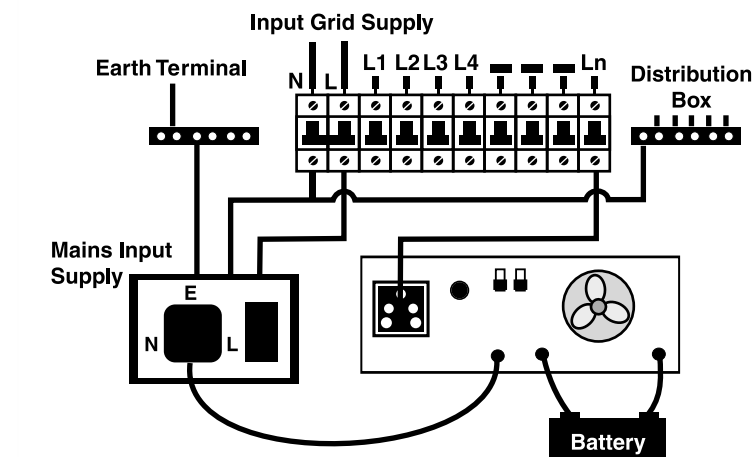 Input Grid Supply
Earth Terminal
N L L1 L2 L3 L4 Ln
Distribution
Box
Mains Input
Supply
E
N L
Battery